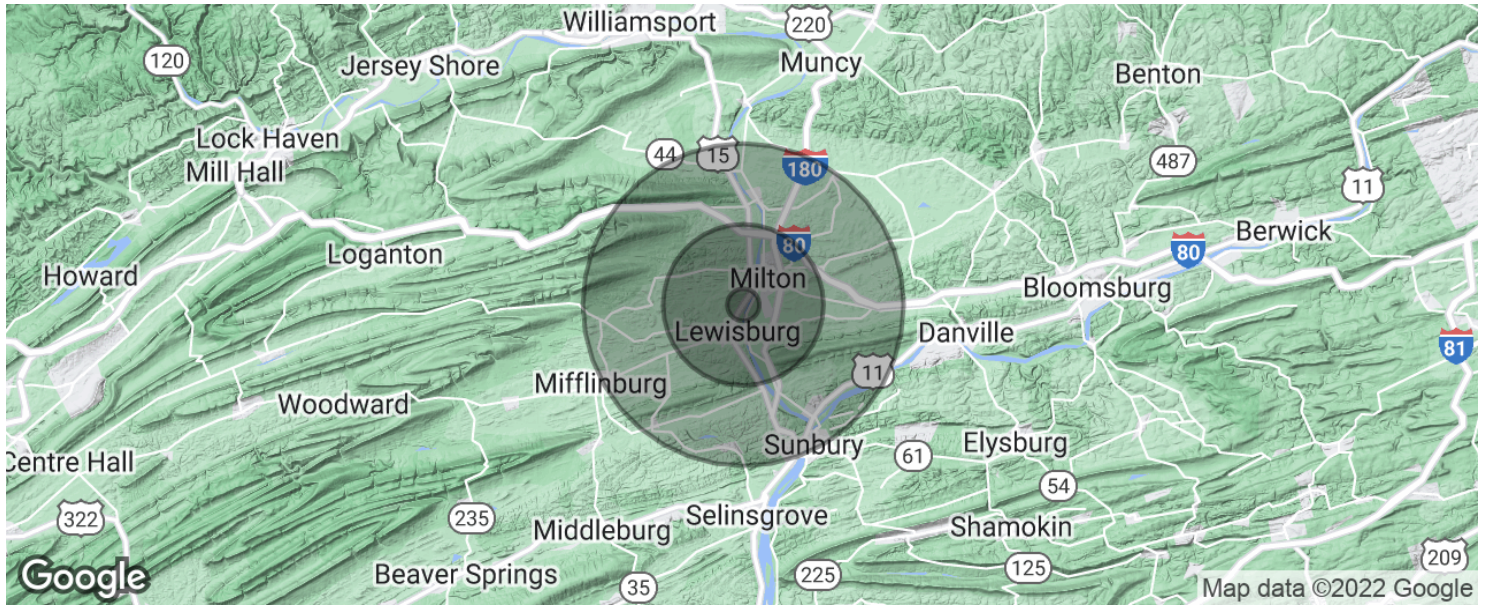 Williamsport
220
Muncy
120
Jersey Shore
Benton
Lock Haven
44
15
180
487
Mill Hall
11
Berwick
80
80
Loganton
Howard
Milton
Bloomsburg
Lewisburg
Danville
81
11
Mifflinburg
Woodward
Sunbury
Elysburg
61
Centre Hall
54
322
235
Middleburg
Selinsgrove
Shamokin
209
Beaver Springs
35
225
125
Google
Map data ©2022 Google